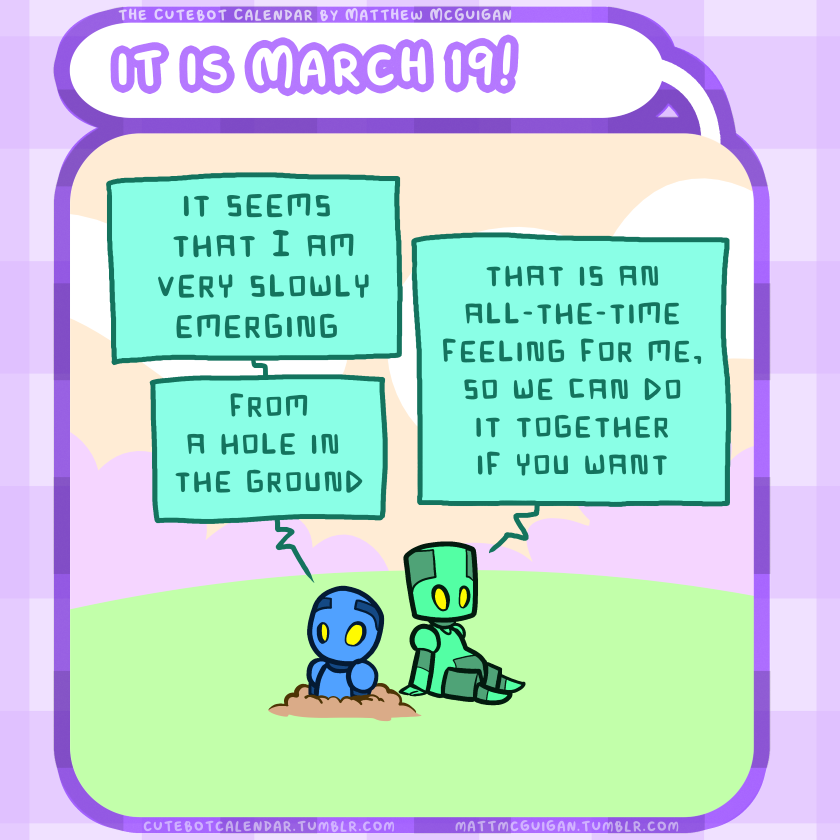 THE CUTEBOT CALENDAR BY MATTHEW MCGUIGAN
IT IS MARCH 19!
IT SEEMS
THAT I AM
VERY SLOWLY
EMERGING
FROM
A HOLE IN
THE GROUND
THAT IS AN
ALL-THE-TIME
FEELING FOR ME,
SO WE CAN DO
IT TOGETHER
IF YOU WANT
CUTEBOTCALENDAR.TUMBLR.COM
MATTMCGUIGAN.TUMBLR.COM